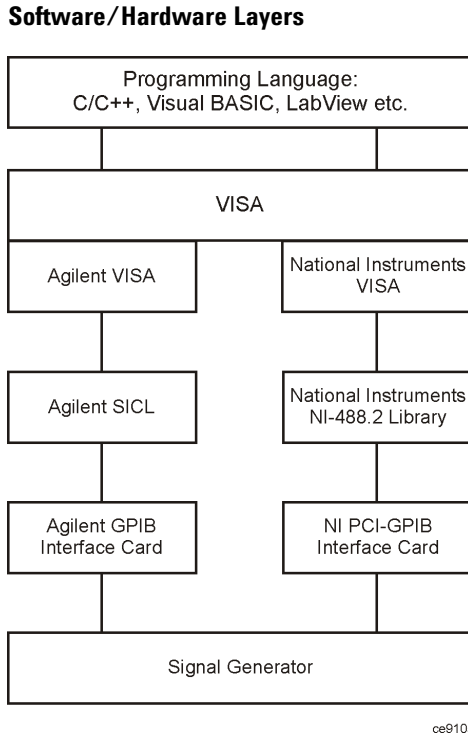 Software/Hardware Layers
Programming Language:
C/C++, Visual BASIC, LabView etc.
VISA
Agilent VISA
National Instruments
VISA
Agilent SICL
National Instruments
NI-488.2 Library
Agilent GPIB
Interface Card
NI PCI-GPIB
Interface Card
Signal Generator
ce910